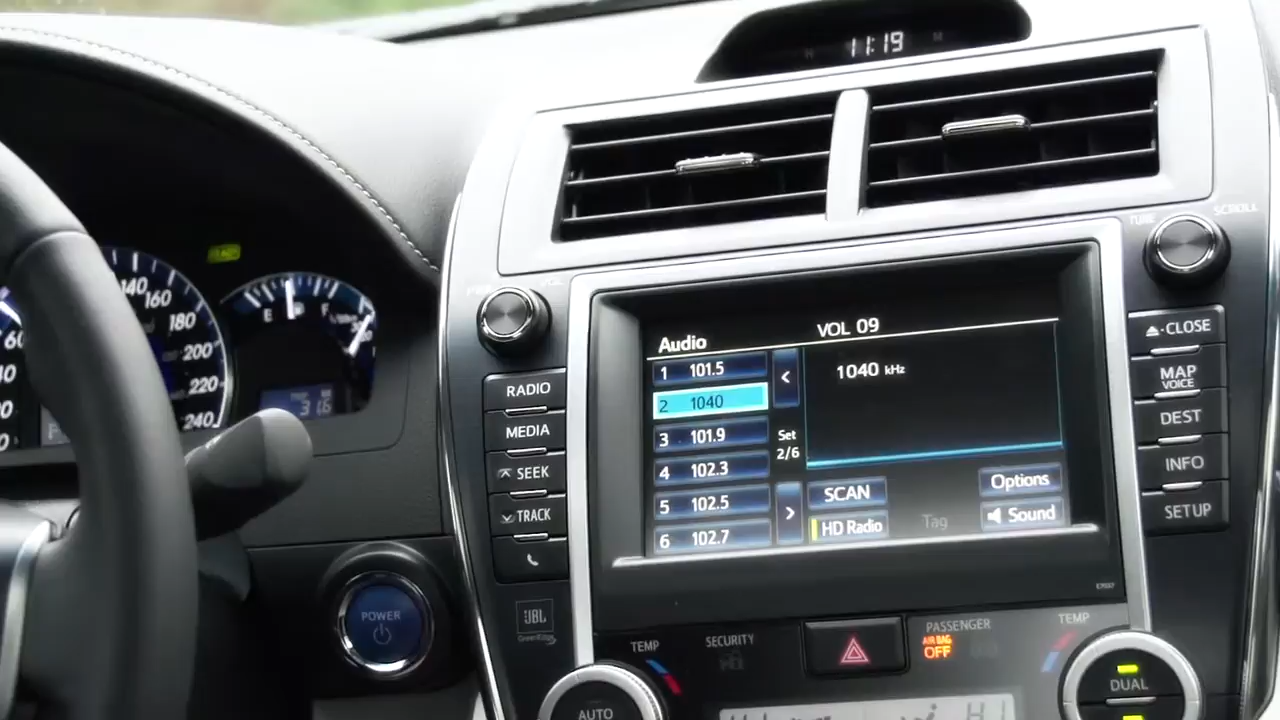 11:19
TUNE
SCROLL
140
160
180
200
220
240
E
F
316
RADIO
MEDIA
SEEK
TRACK
POWER
JBL
GreenEdge
Audio
VOL 09
1 101.5
2 1040
3 101.9
4 102.3
5 102.5
6 102.7
<
Set
2/6
>
1040 kHz
SCAN
HD Radio
Tag
Options
Sound
CLOSE
MAP
VOICE
DEST
INFO
SETUP
TEMP
SECURITY
PASSENGER
AIR BAG
OFF
TEMP
AUTO
DUAL